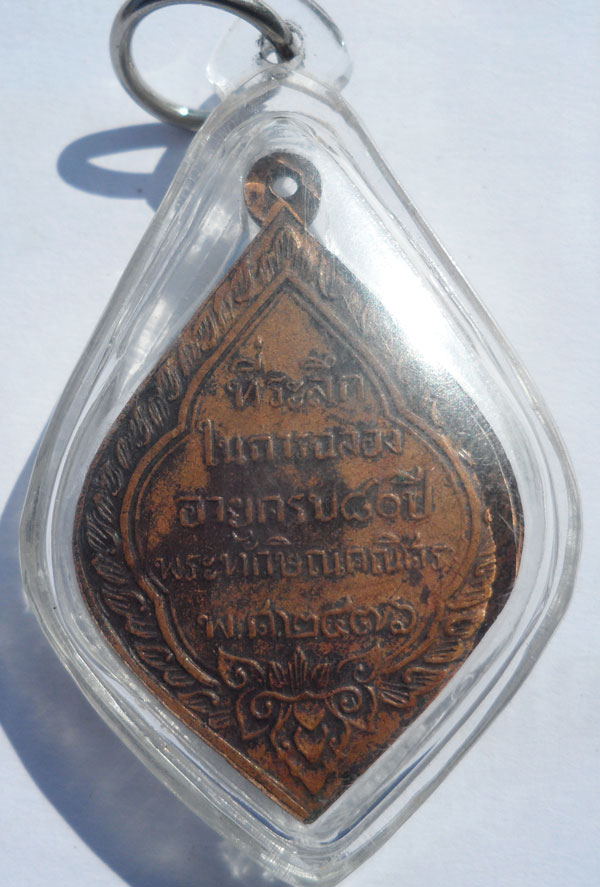 ที่ระลึก
ในการฉลอง
อายุครบ๘๐ปี
พระทักษิณคณิสร
พ.ศ.๒๔๗๖